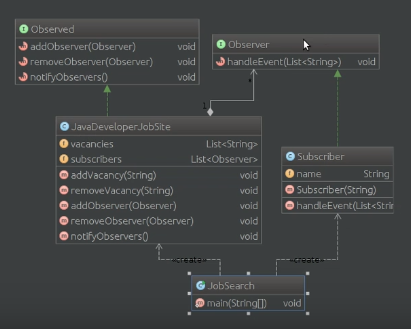 Observed
addObserver(Observer) void
removeObserver(Observer) void
notifyObservers() void
Observer
handleEvent(List<String>) void
1
*
JavaDeveloperJobSite
vacancies List<String>
subscribers List<Observer>
addVacancy(String) void
removeVacancy(String) void
addObserver(Observer) void
removeObserver(Observer) void
notifyObservers() void
Subscriber
name String
Subscriber(String)
handleEvent(List<Strin
«create» «create»
JobSearch
main(String[]) void